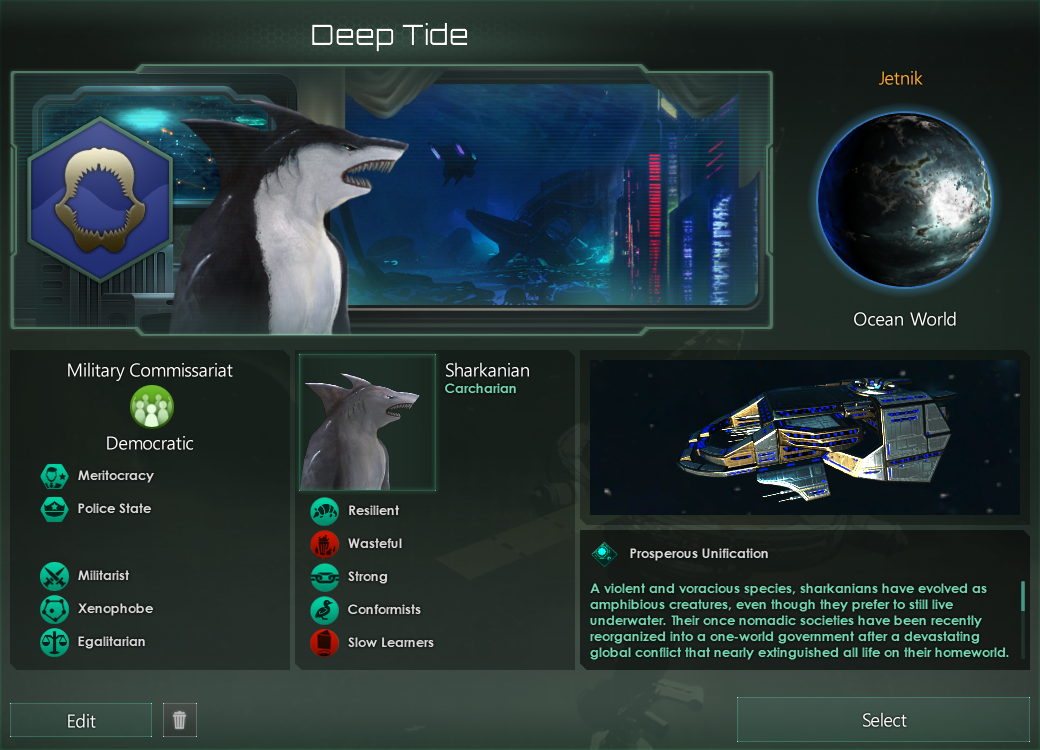 Deep Tide
Jetnik
Ocean World
Military Commissariat
Democratic
Meritocracy
Police State
Militarist
Xenophobe
Egalitarian
Sharkanian
Carcharian
Resilient
Wasteful
Strong
Conformists
Slow Learners
Prosperous Unification
A violent and voracious species, sharkanians have evolved as
amphibious creatures, even though they prefer to still live
underwater. Their once nomadic societies have been recently
reorganized into a one-world government after a devastating
global conflict that nearly extinguished all life on their homeworld.
Edit
Select